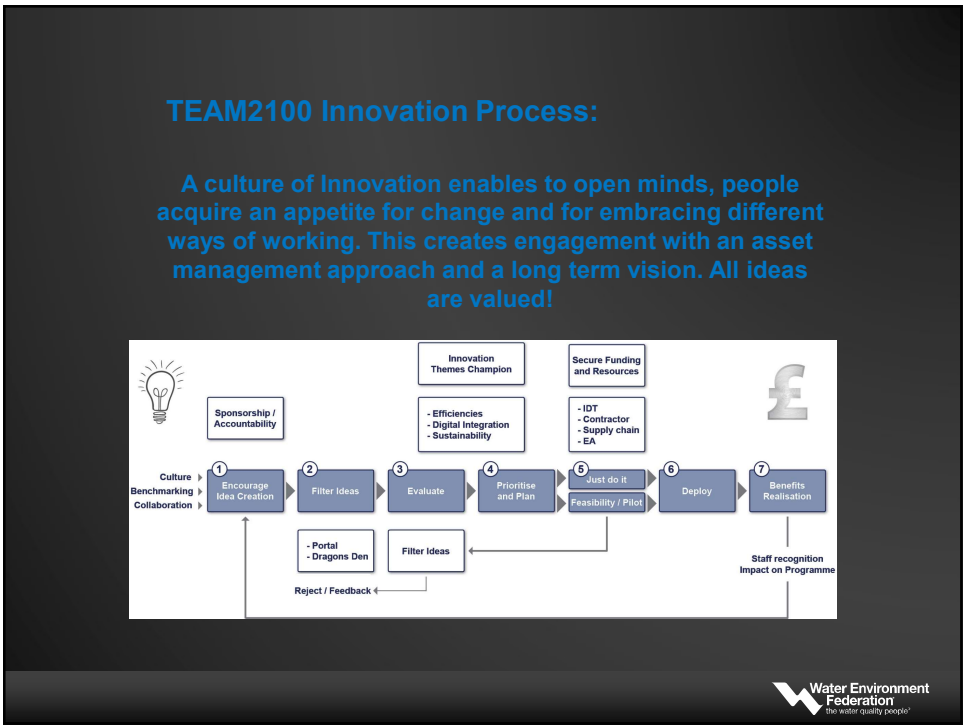 TEAM2100 Innovation Process:
A culture of Innovation enables to open minds, people
acquire an appetite for change and for embracing different
ways of working. This creates engagement with an asset
management approach and a long term vision. All ideas
are valued!
Innovation
Themes Champion
Secure Funding
and Resources
£
Sponsorship /
Accountability
- Efficiencies
- Digital Integration
- Sustainability
- IDT
- Contractor
- Supply chain
- EA
Culture
Benchmarking
Collaboration
1
Encourage
Idea Creation
2
Filter Ideas
3
Evaluate
4
Prioritise
and Plan
5
Just do it
Feasibility / Pilot
6
Deploy
7
Benefits
Realisation
- Portal
- Dragons Den
Filter Ideas
Reject / Feedback
Staff recognition
Impact on Programme
Water Environment
Federation
the water quality people®